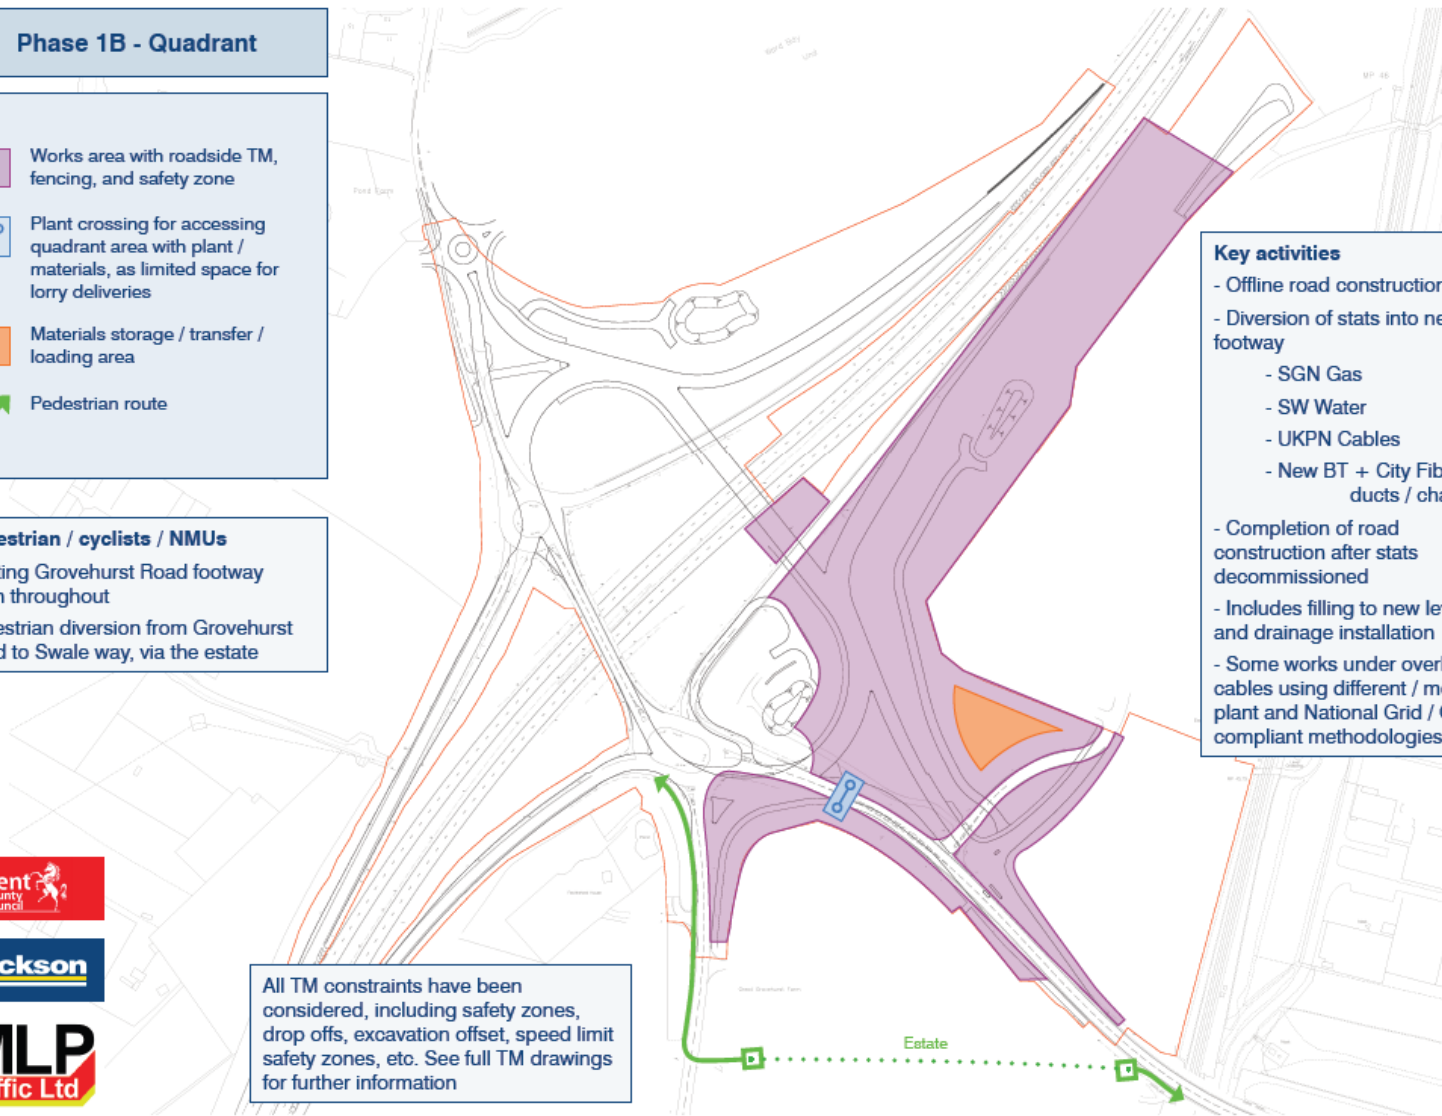 Phase 1B - Quadrant
Works area with roadside TM,
fencing, and safety zone
Plant crossing for accessing
quadrant area with plant /
materials, as limited space for
lorry deliveries
Materials storage / transfer /
loading area
Pedestrian route
estrian / cyclists / NMUs
ting Grovehurst Road footway
n throughout
estrian diversion from Grovehurst
d to Swale way, via the estate
ent
unty
uncil
ckson
MLP
ffic Ltd
All TM constraints have been
considered, including safety zones,
drop offs, excavation offset, speed limit
safety zones, etc. See full TM drawings
for further information
Estate
Key activities
- Offline road construction
- Diversion of stats into ne
footway
- SGN Gas
- SW Water
- UKPN Cables
- New BT + City Fib
ducts / cha
- Completion of road
construction after stats
decommissioned
- Includes filling to new le
and drainage installation
- Some works under over
cables using different / m
plant and National Grid /
compliant methodologies